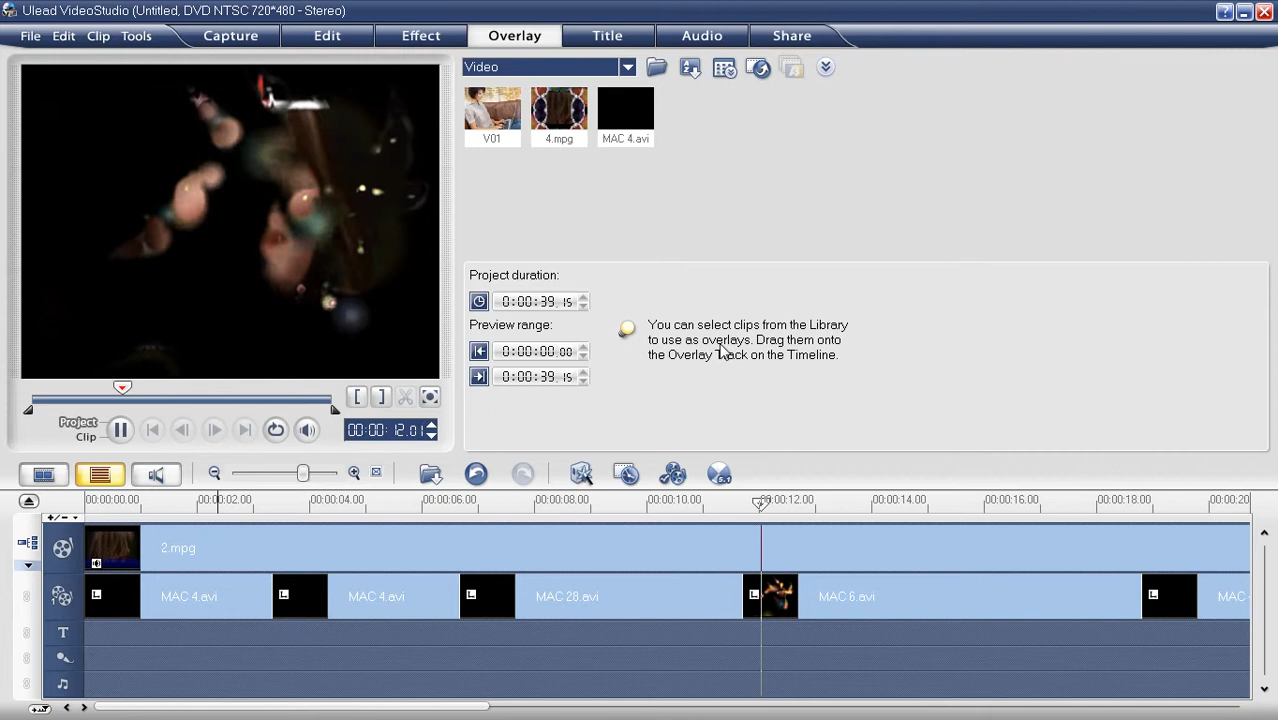 Ulead VideoStudio (Untitled, DVD NTSC 720*480 - Stereo)
File Edit Clip Tools Capture Edit Effect Overlay Title Audio Share
Video
V01 4.mpg MAC 4.avi
Project duration:
0:00:39.15
Preview range:
0:00:00.00
0:00:39.15
You can select clips from the Library
to use as overlays. Drag them onto
the Overlay Track on the Timeline.
Project
Clip
[ ]
00:00:12.01
00:00:00.00 00:00:02.00 00:00:04.00 00:00:06.00 00:00:08.00 00:00:10.00 00:00:12.00 00:00:14.00 00:00:16.00 00:00:18.00 00:00:20
2.mpg
MAC 4.avi MAC 4.avi MAC 28.avi MAC 6.avi MAC
T